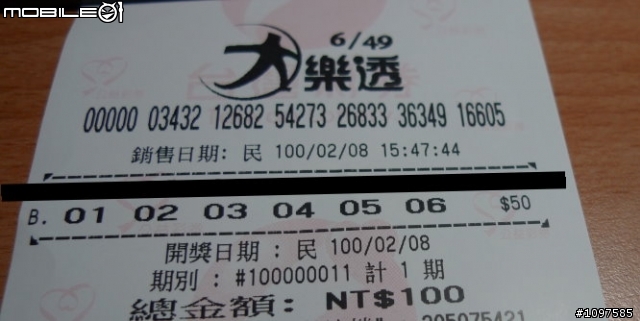 MOBILE01
6/49
大樂透
00000 03432 12682 54273 26833 36349 16605
銷售日期: 民 100/02/08 15:47:44
B. 01 02 03 04 05 06 $50
開獎日期 : 民 100/02/08
期別 : #100000011 計 1 期
總金額: NT$100
205075421
#1097585